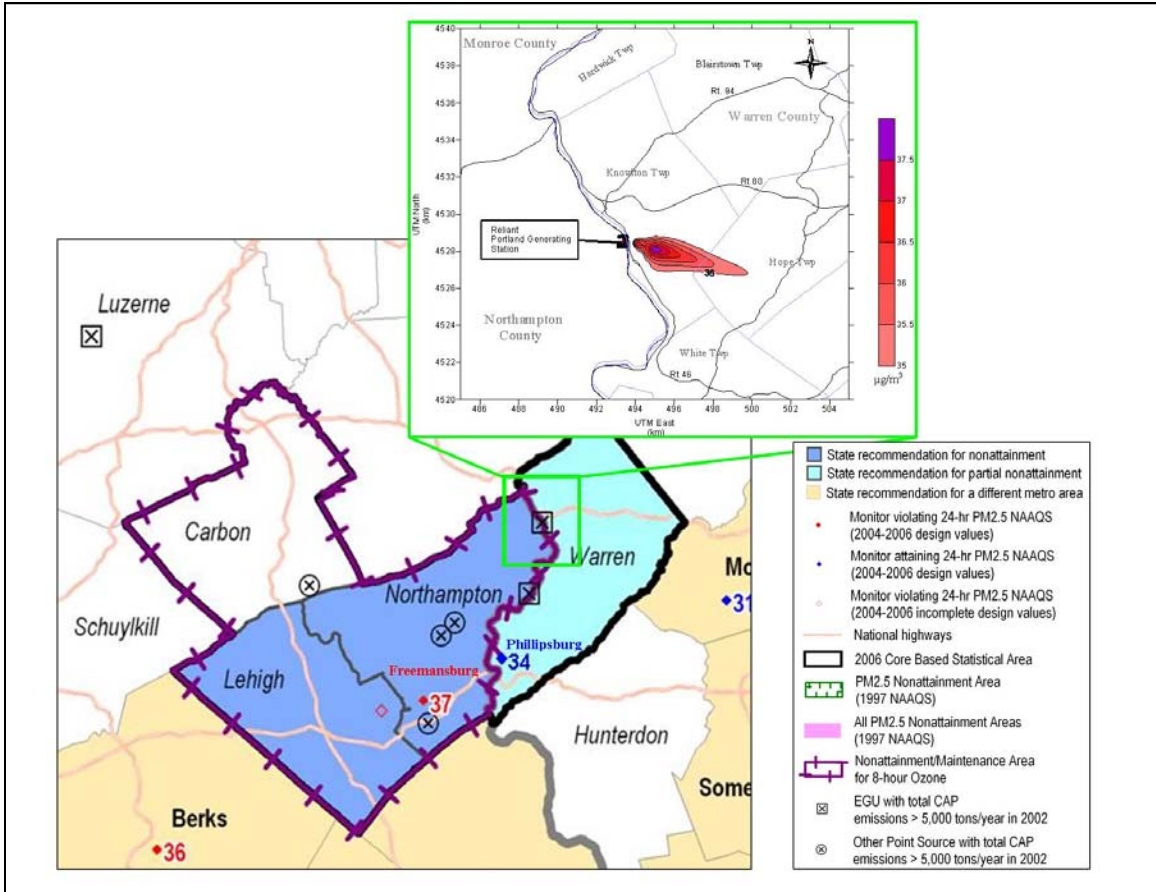 Monroe County
Hardwick Twp
Blairstown Twp
N
Rt. 94
Warren County
Knowlton Twp
Rt 80
Reliant
Portland Generating
Station
36
Hope Twp
Northampton
County
White Twp
Rt 46
4540
4538
4536
4534
4532
4530
4528
4526
4524
4522
4520
UTM North
(km)
486 488 490 492 494 496 498 500 502 504
UTM East
(km)
37.5
37
36.5
36
35.5
35
µg/m³
Luzerne
Carbon
Schuylkill
Northampton
Warren
Lehigh
Phillipsburg
34
Freemansburg
37
Mo
31
Hunterdon
Some
Berks
36
State recommendation for nonattainment
State recommendation for partial nonattainment
State recommendation for a different metro area
Monitor violating 24-hr PM2.5 NAAQS
(2004-2006 design values)
Monitor attaining 24-hr PM2.5 NAAQS
(2004-2006 design values)
Monitor violating 24-hr PM2.5 NAAQS
(2004-2006 incomplete design values)
National highways
2006 Core Based Statistical Area
PM2.5 Nonattainment Area
(1997 NAAQS)
All PM2.5 Nonattainment Areas
(1997 NAAQS)
Nonattainment/Maintenance Area
for 8-hour Ozone
EGU with total CAP
emissions > 5,000 tons/year in 2002
Other Point Source with total CAP
emissions > 5,000 tons/year in 2002